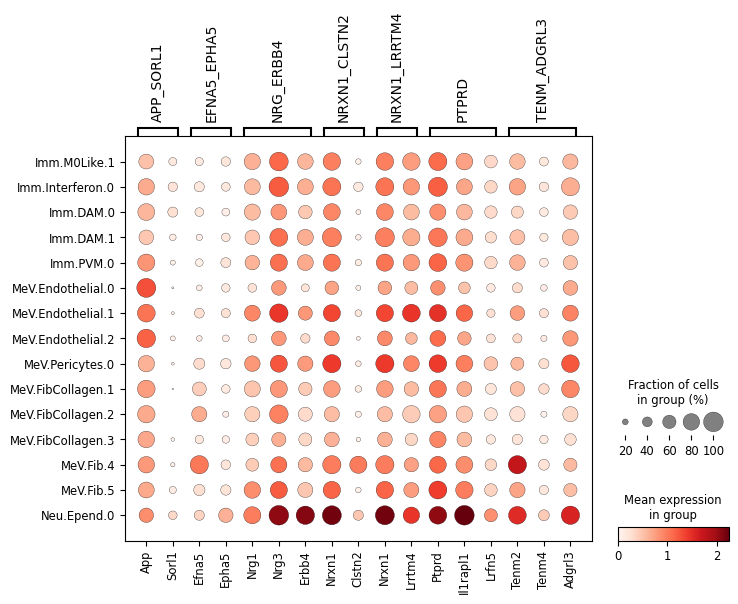 APP_SORL1
EFNA5_EPHA5
NRG_ERBB4
NRXN1_CLSTN2
NRXN1_LRRTM4
PTPRD
TENM_ADGRL3
Imm.M0Like.1
Imm.Interferon.0
Imm.DAM.0
Imm.DAM.1
Imm.PVM.0
MeV.Endothelial.0
MeV.Endothelial.1
MeV.Endothelial.2
MeV.Pericytes.0
MeV.FibCollagen.1
MeV.FibCollagen.2
MeV.FibCollagen.3
MeV.Fib.4
MeV.Fib.5
Neu.Epend.0
App
Sorl1
Efna5
Epha5
Nrg1
Nrg3
Erbb4
Nrxn1
Clstn2
Nrxn1
Lrrtm4
Ptprd
Il1rapl1
Lrfn5
Tenm2
Tenm4
Adgrl3
Fraction of cells
in group (%)
20 40 60 80 100
Mean expression
in group
0 1 2